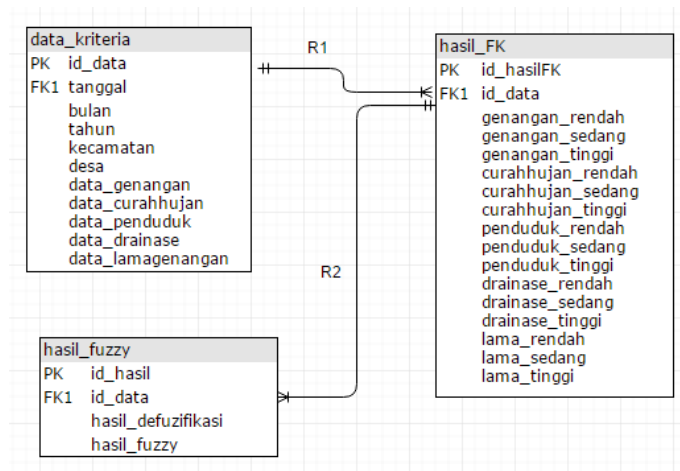 data_kriteria
PK id_data
FK1 tanggal
bulan
tahun
kecamatan
desa
data_genangan
data_curahhujan
data_penduduk
data_drainase
data_lamagenangan
R1
hasil_FK
PK id_hasilFK
FK1 id_data
genangan_rendah
genangan_sedang
genangan_tinggi
curahhujan_rendah
curahhujan_sedang
curahhujan_tinggi
penduduk_rendah
penduduk_sedang
penduduk_tinggi
drainase_rendah
drainase_sedang
drainase_tinggi
lama_rendah
lama_sedang
lama_tinggi
R2
hasil_fuzzy
PK id_hasil
FK1 id_data
hasil_defuzifikasi
hasil_fuzzy